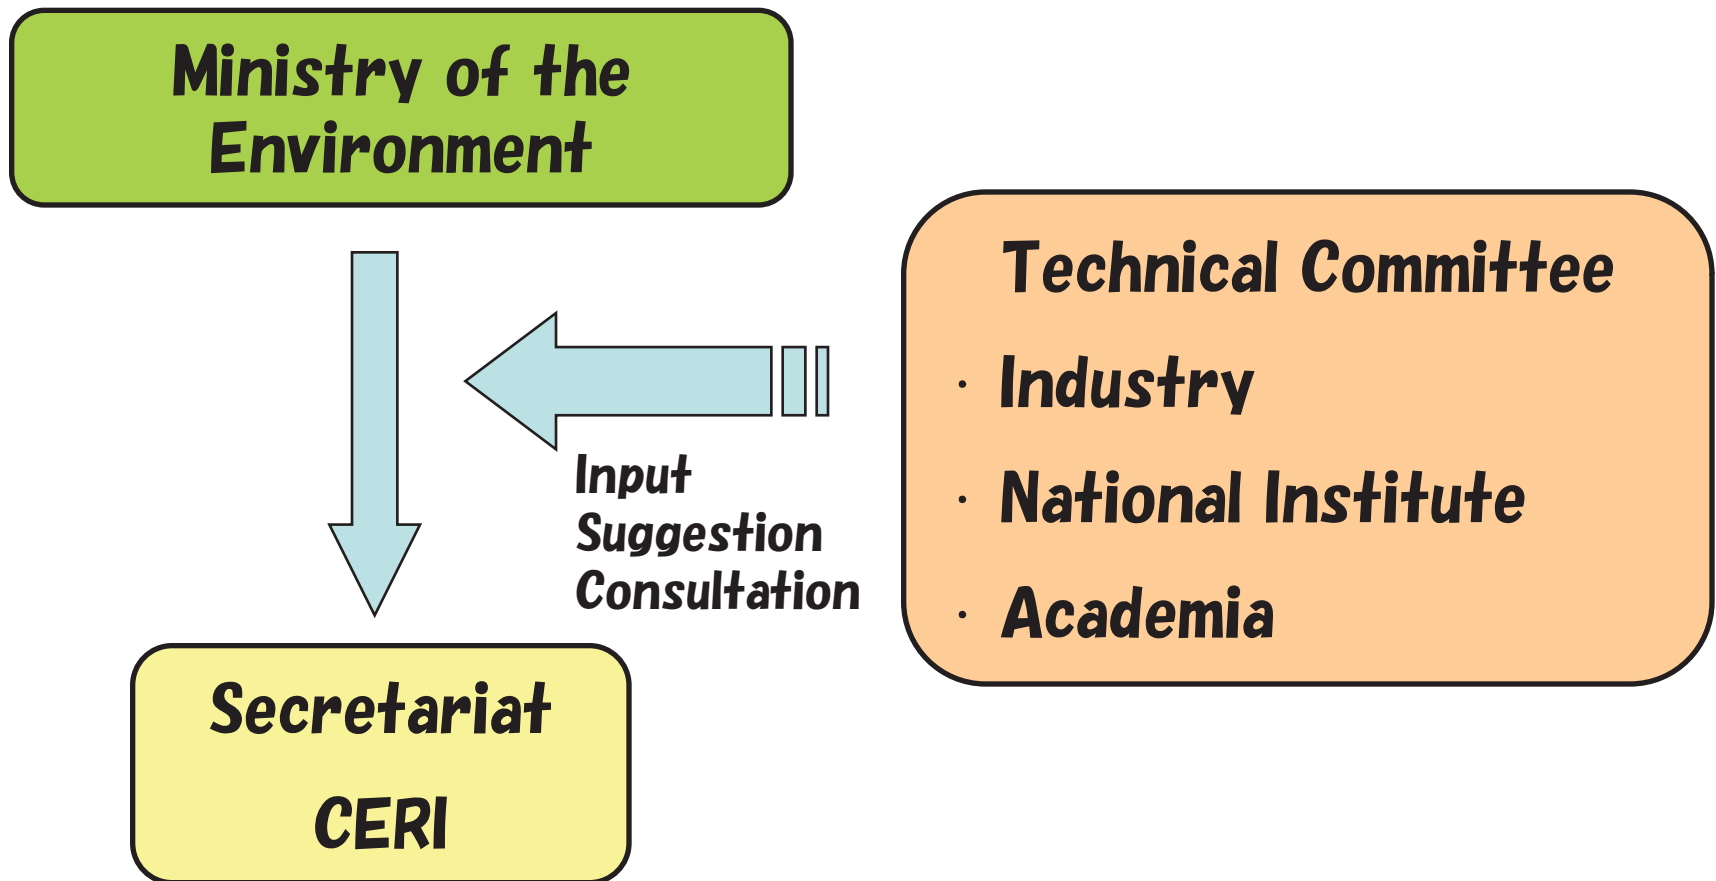 Ministry of the
Environment
Technical Committee
· Industry
· National Institute
· Academia
Input
Suggestion
Consultation
Secretariat
CERI